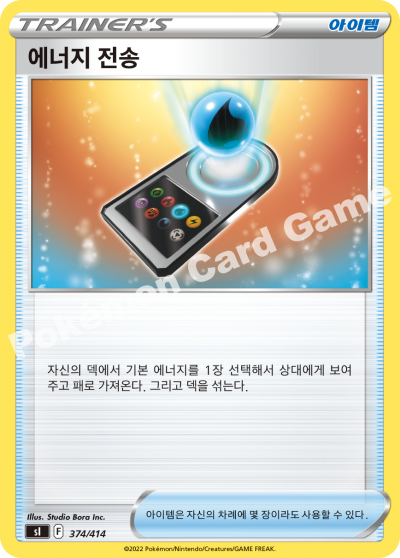 TRAINER'S 아이템
에너지 전송
Pokémon Card Game
자신의 덱에서 기본 에너지를 1장 선택해서 상대에게 보여
주고 패로 가져온다. 그리고 덱을 섞는다.
Illus. Studio Bora Inc.
sI F 374/414
아이템은 자신의 차례에 몇 장이라도 사용할 수 있다.
©2022 Pokémon/Nintendo/Creatures/GAME FREAK.